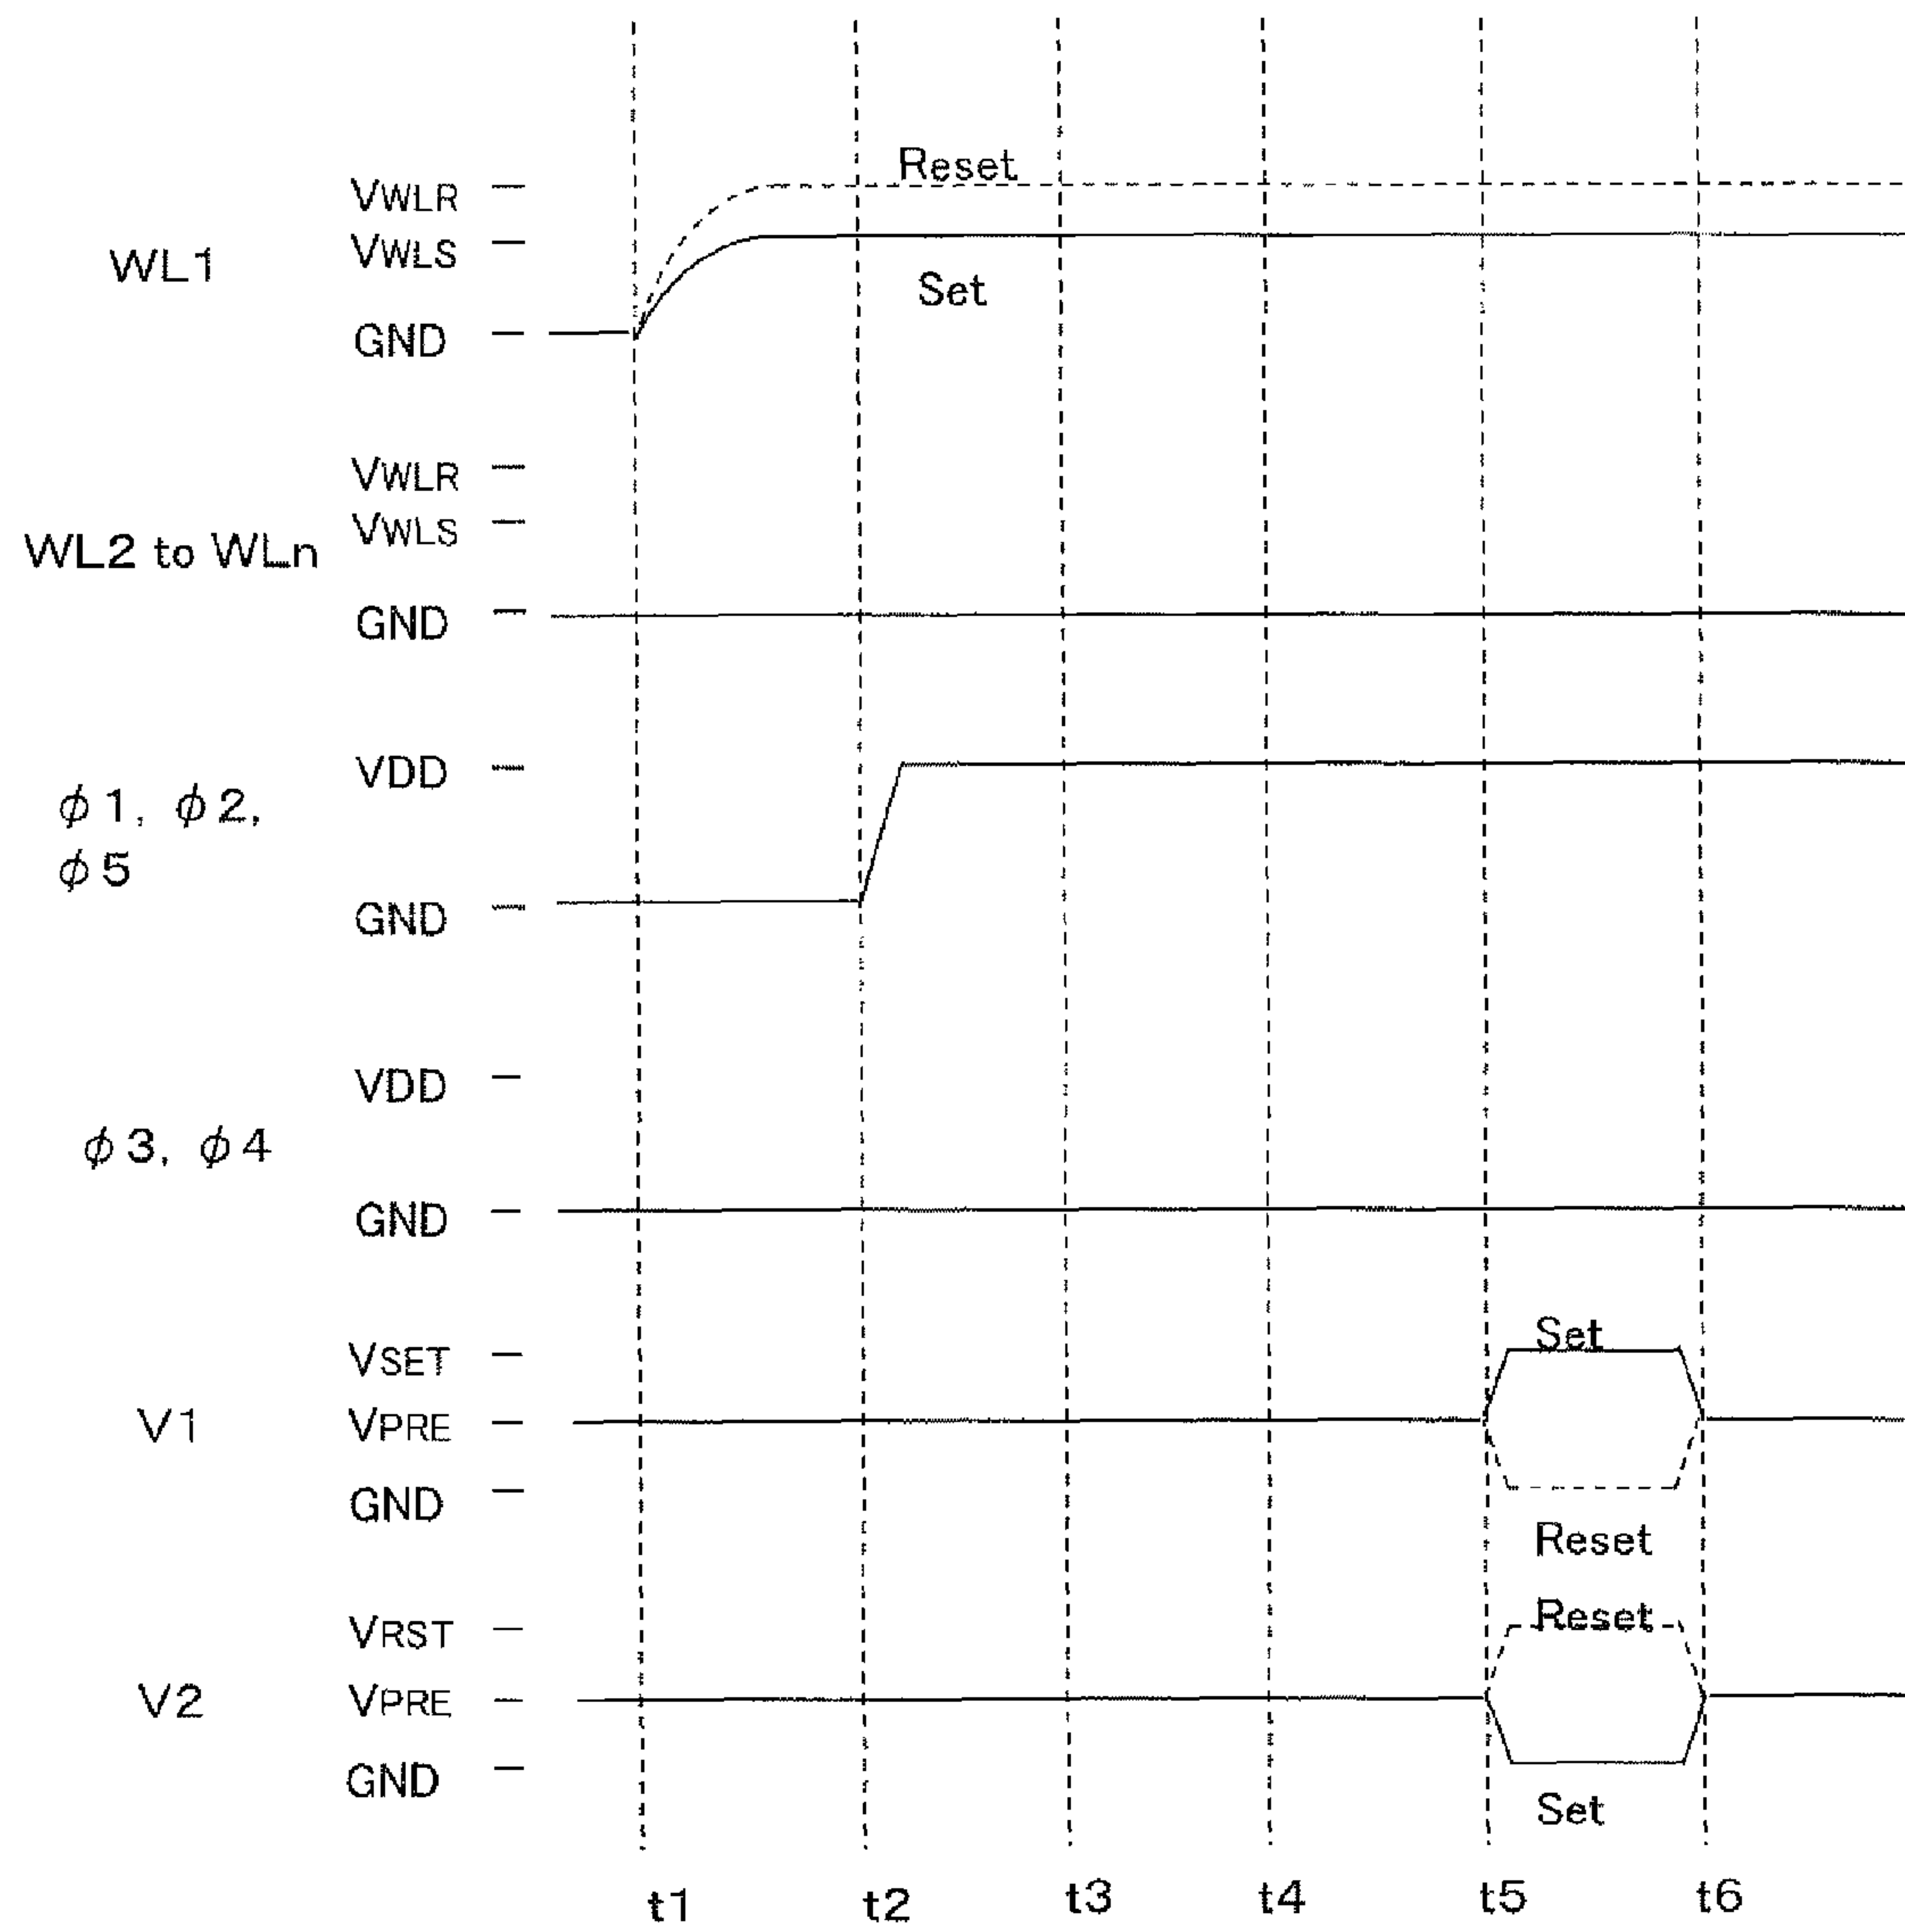 Reset
VWLR
VWLS
WL1
Set
GND
VWLR
VWLS
WL2 to WLn
GND
VDD
φ1, φ2,
φ5
GND
VDD
φ3, φ4
GND
Set
VSET
V1
VPRE
GND
Reset
Reset
VRST
V2
VPRE
GND
Set
t1 t2 t3 t4 t5 t6